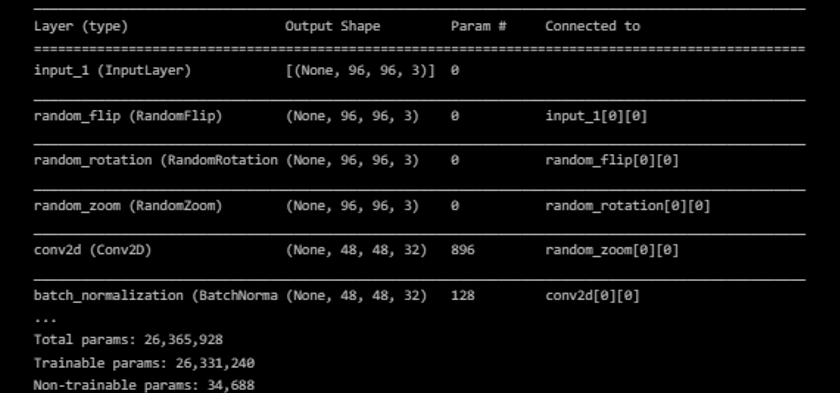 Layer (type) Output Shape Param # Connected to
input_1 (InputLayer) [(None, 96, 96, 3)] 0
random_flip (RandomFlip) (None, 96, 96, 3) 0 input_1[0][0]
random_rotation (RandomRotation (None, 96, 96, 3) 0 random_flip[0][0]
random_zoom (RandomZoom) (None, 96, 96, 3) 0 random_rotation[0][0]
conv2d (Conv2D) (None, 48, 48, 32) 896 random_zoom[0][0]
batch_normalization (BatchNorma (None, 48, 48, 32) 128 conv2d[0][0]
...
Total params: 26,365,928
Trainable params: 26,331,240
Non-trainable params: 34,688